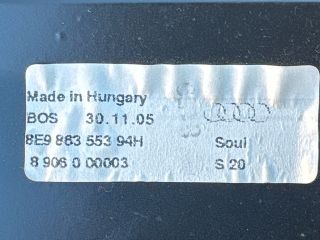 Made in Hungary
BOS 30.11.05
8E9 863 553 94H Soul
8 906 0 00003 S 20